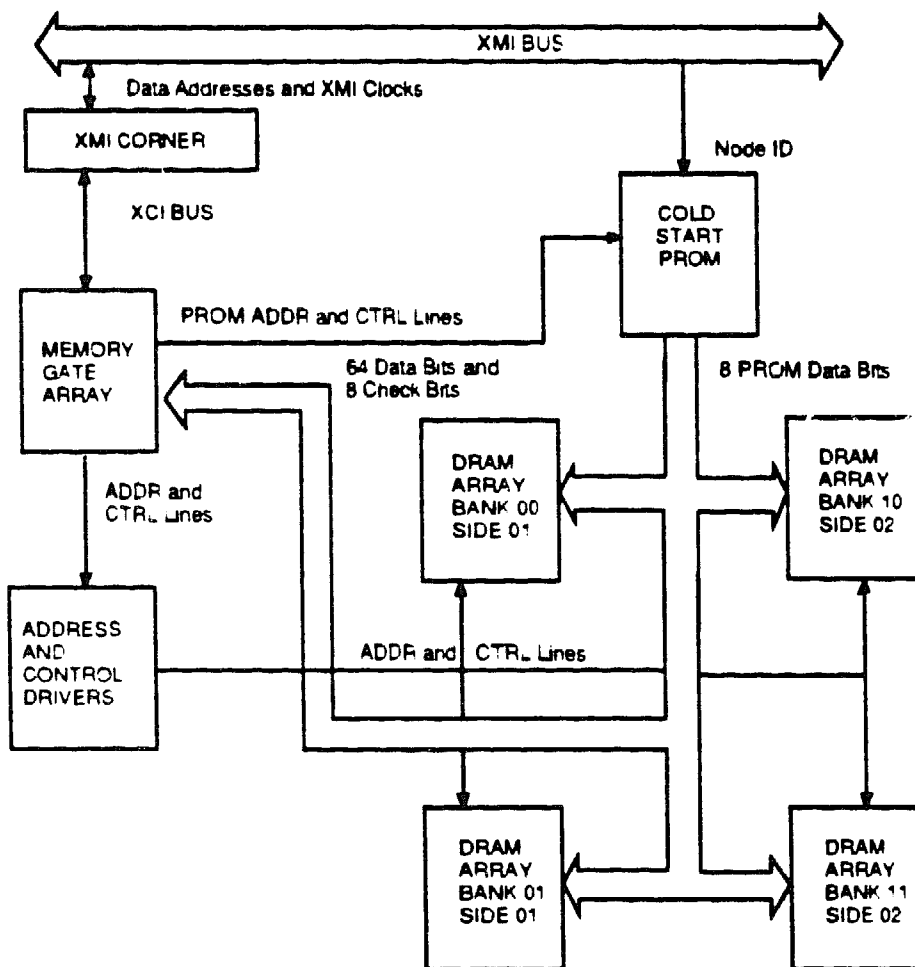 XMI BUS
Data Addresses and XMI Clocks
XMI CORNER
Node ID
XCI BUS
COLD
START
PROM
PROM ADDR and CTRL Lines
MEMORY
GATE
ARRAY
64 Data Bits and
8 Check Bits
8 PROM Data Bits
DRAM
ARRAY
BANK 00
SIDE 01
DRAM
ARRAY
BANK 10
SIDE 02
ADDR and
CTRL Lines
ADDRESS
AND
CONTROL
DRIVERS
ADDR and CTRL Lines
DRAM
ARRAY
BANK 01
SIDE 01
DRAM
ARRAY
BANK 11
SIDE 02